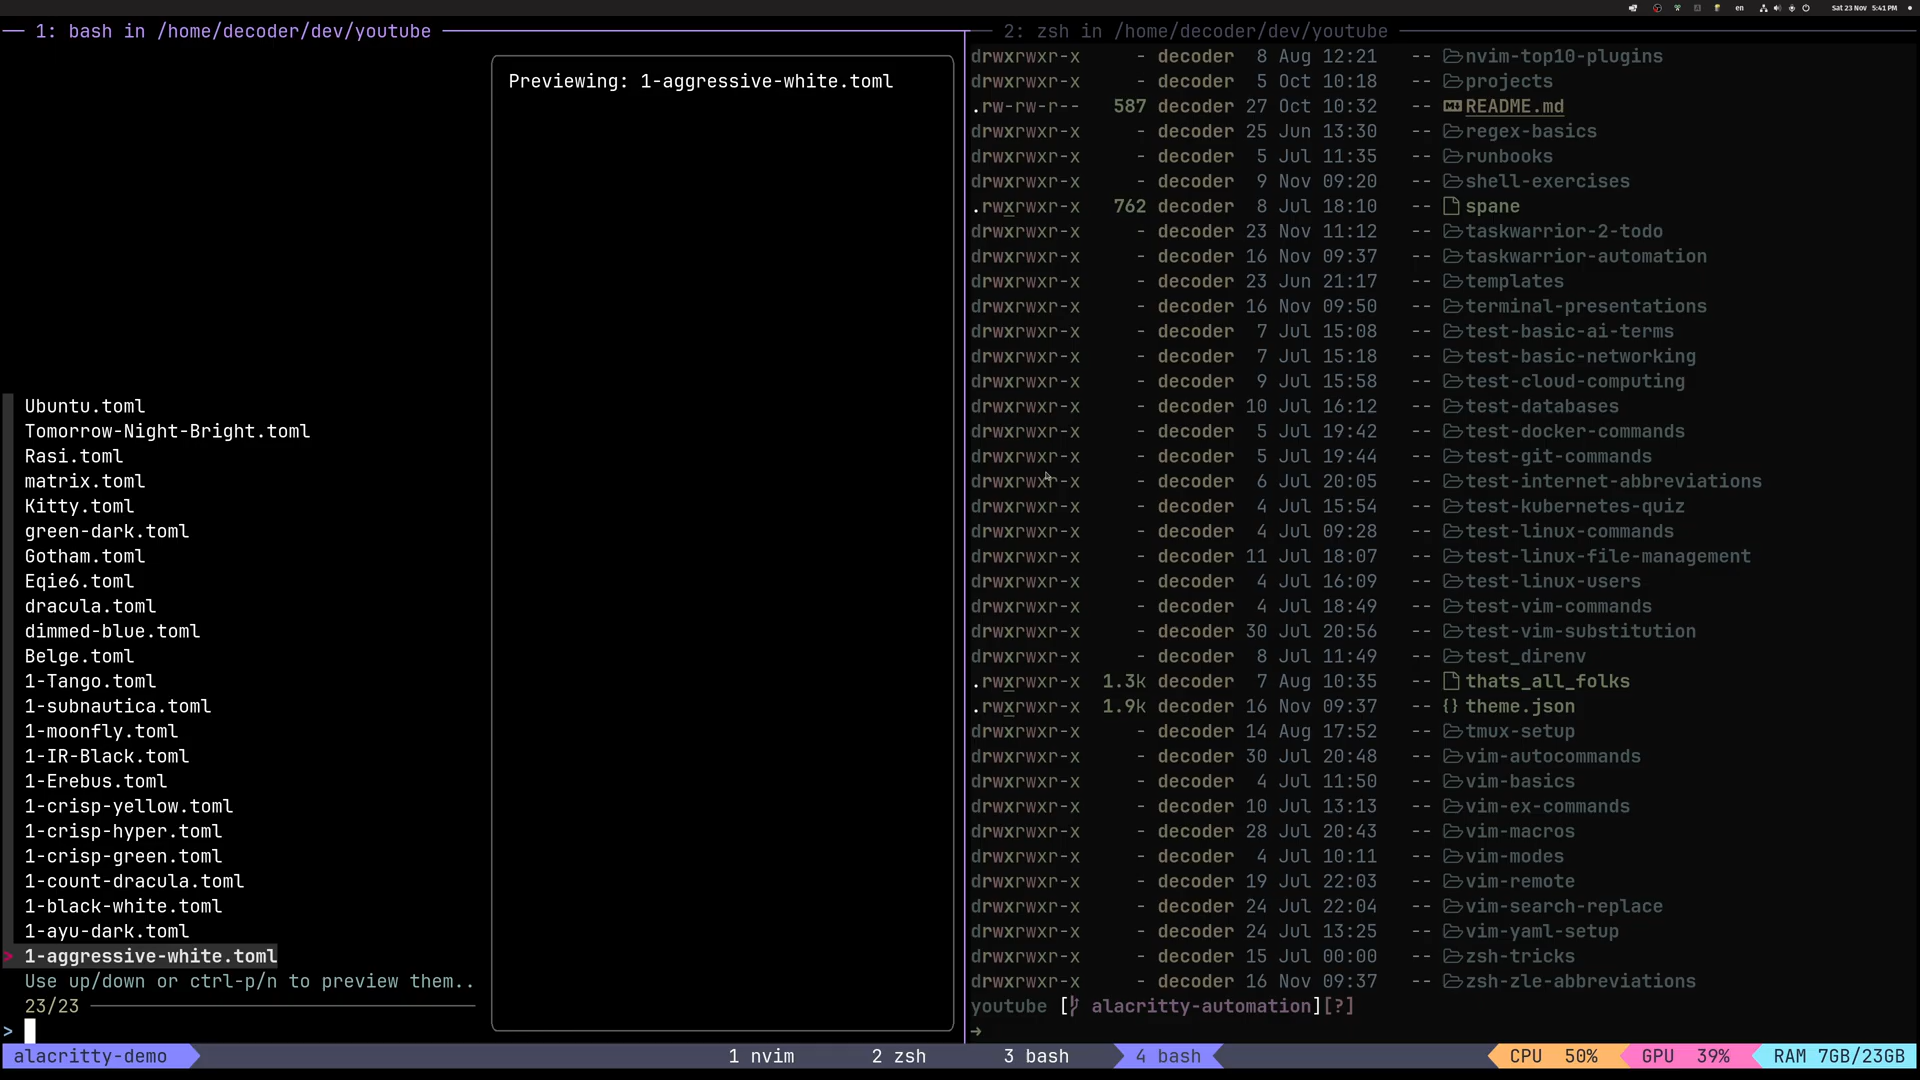 en Sat 23 Nov 5:41 PM
1: bash in /home/decoder/dev/youtube
Previewing: 1-aggressive-white.toml
Ubuntu.toml
Tomorrow-Night-Bright.toml
Rasi.toml
matrix.toml
Kitty.toml
green-dark.toml
Gotham.toml
Eqie6.toml
dracula.toml
dimmed-blue.toml
Belge.toml
1-Tango.toml
1-subnautica.toml
1-moonfly.toml
1-IR-Black.toml
1-Erebus.toml
1-crisp-yellow.toml
1-crisp-hyper.toml
1-crisp-green.toml
1-count-dracula.toml
1-black-white.toml
1-ayu-dark.toml
> 1-aggressive-white.toml
Use up/down or ctrl-p/n to preview them..
23/23
>
2: zsh in /home/decoder/dev/youtube
drwxrwxr-x - decoder 8 Aug 12:21 -- nvim-top10-plugins
drwxrwxr-x - decoder 5 Oct 10:18 -- projects
.rw-rw-r-- 587 decoder 27 Oct 10:32 -- README.md
drwxrwxr-x - decoder 25 Jun 13:30 -- regex-basics
drwxrwxr-x - decoder 5 Jul 11:35 -- runbooks
drwxrwxr-x - decoder 9 Nov 09:20 -- shell-exercises
.rwxrwxr-x 762 decoder 8 Jul 18:10 -- spane
drwxrwxr-x - decoder 23 Nov 11:12 -- taskwarrior-2-todo
drwxrwxr-x - decoder 16 Nov 09:37 -- taskwarrior-automation
drwxrwxr-x - decoder 23 Jun 21:17 -- templates
drwxrwxr-x - decoder 16 Nov 09:50 -- terminal-presentations
drwxrwxr-x - decoder 7 Jul 15:08 -- test-basic-ai-terms
drwxrwxr-x - decoder 7 Jul 15:18 -- test-basic-networking
drwxrwxr-x - decoder 9 Jul 15:58 -- test-cloud-computing
drwxrwxr-x - decoder 10 Jul 16:12 -- test-databases
drwxrwxr-x - decoder 5 Jul 19:42 -- test-docker-commands
drwxrwxr-x - decoder 5 Jul 19:44 -- test-git-commands
drwxrwxr-x - decoder 6 Jul 20:05 -- test-internet-abbreviations
drwxrwxr-x - decoder 4 Jul 15:54 -- test-kubernetes-quiz
drwxrwxr-x - decoder 4 Jul 09:28 -- test-linux-commands
drwxrwxr-x - decoder 11 Jul 18:07 -- test-linux-file-management
drwxrwxr-x - decoder 4 Jul 16:09 -- test-linux-users
drwxrwxr-x - decoder 4 Jul 18:49 -- test-vim-commands
drwxrwxr-x - decoder 30 Jul 20:56 -- test-vim-substitution
drwxrwxr-x - decoder 8 Jul 11:49 -- test_direnv
.rwxrwxr-x 1.3k decoder 7 Aug 10:35 -- thats_all_folks
.rwxrwxr-x 1.9k decoder 16 Nov 09:37 -- {} theme.json
drwxrwxr-x - decoder 14 Aug 17:52 -- tmux-setup
drwxrwxr-x - decoder 30 Jul 20:48 -- vim-autocommands
drwxrwxr-x - decoder 4 Jul 11:50 -- vim-basics
drwxrwxr-x - decoder 10 Jul 13:13 -- vim-ex-commands
drwxrwxr-x - decoder 28 Jul 20:43 -- vim-macros
drwxrwxr-x - decoder 4 Jul 10:11 -- vim-modes
drwxrwxr-x - decoder 19 Jul 22:03 -- vim-remote
drwxrwxr-x - decoder 24 Jul 22:04 -- vim-search-replace
drwxrwxr-x - decoder 24 Jul 13:25 -- vim-yaml-setup
drwxrwxr-x - decoder 15 Jul 00:00 -- zsh-tricks
drwxrwxr-x - decoder 16 Nov 09:37 -- zsh-zle-abbreviations
youtube [ alacritty-automation][?]
→
alacritty-demo 1 nvim 2 zsh 3 bash 4 bash CPU 50% GPU 39% RAM 7GB/23GB